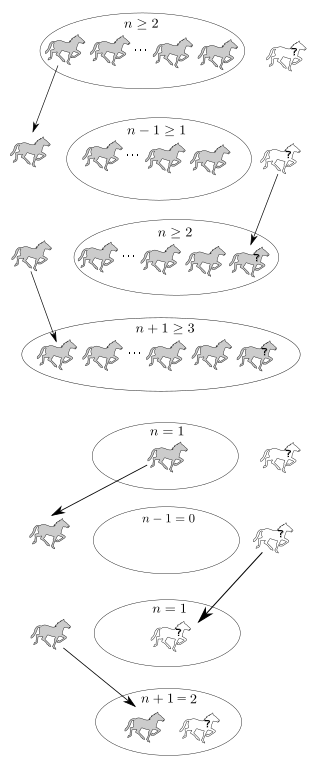 n ≥ 2
... ?
n − 1 ≥ 1
... ?
n ≥ 2
... ?
n + 1 ≥ 3
... ?
n = 1
?
n − 1 = 0
?
n = 1
?
n + 1 = 2
?